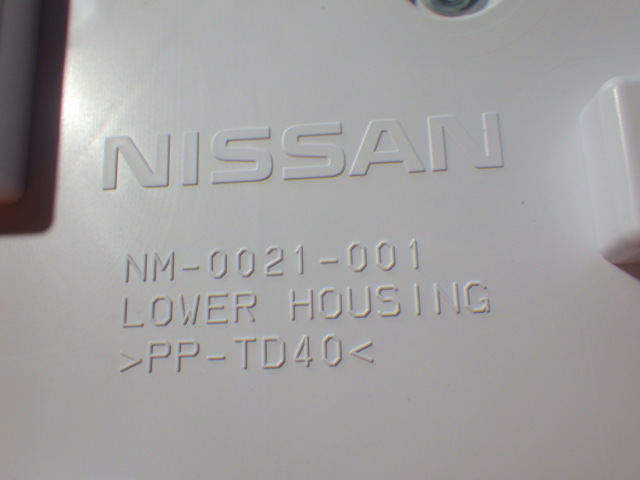 NISSAN
NM-0021-001
LOWER HOUSING
>PP-TD40<